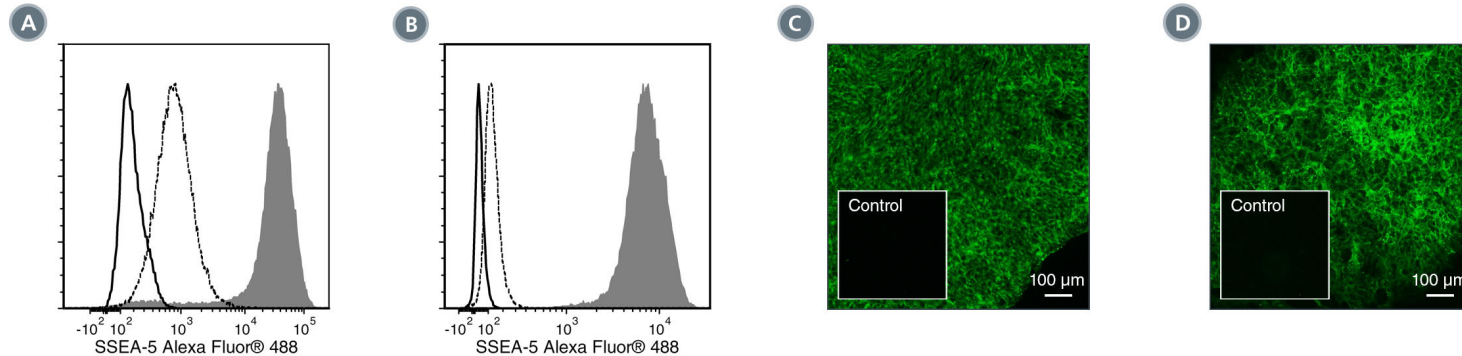 A
B
C
D
-10² 10² 10³ 10⁴ 10⁵
SSEA-5 Alexa Fluor® 488
-10² 10² 10³ 10⁴
SSEA-5 Alexa Fluor® 488
Control
100 µm
Control
100 µm